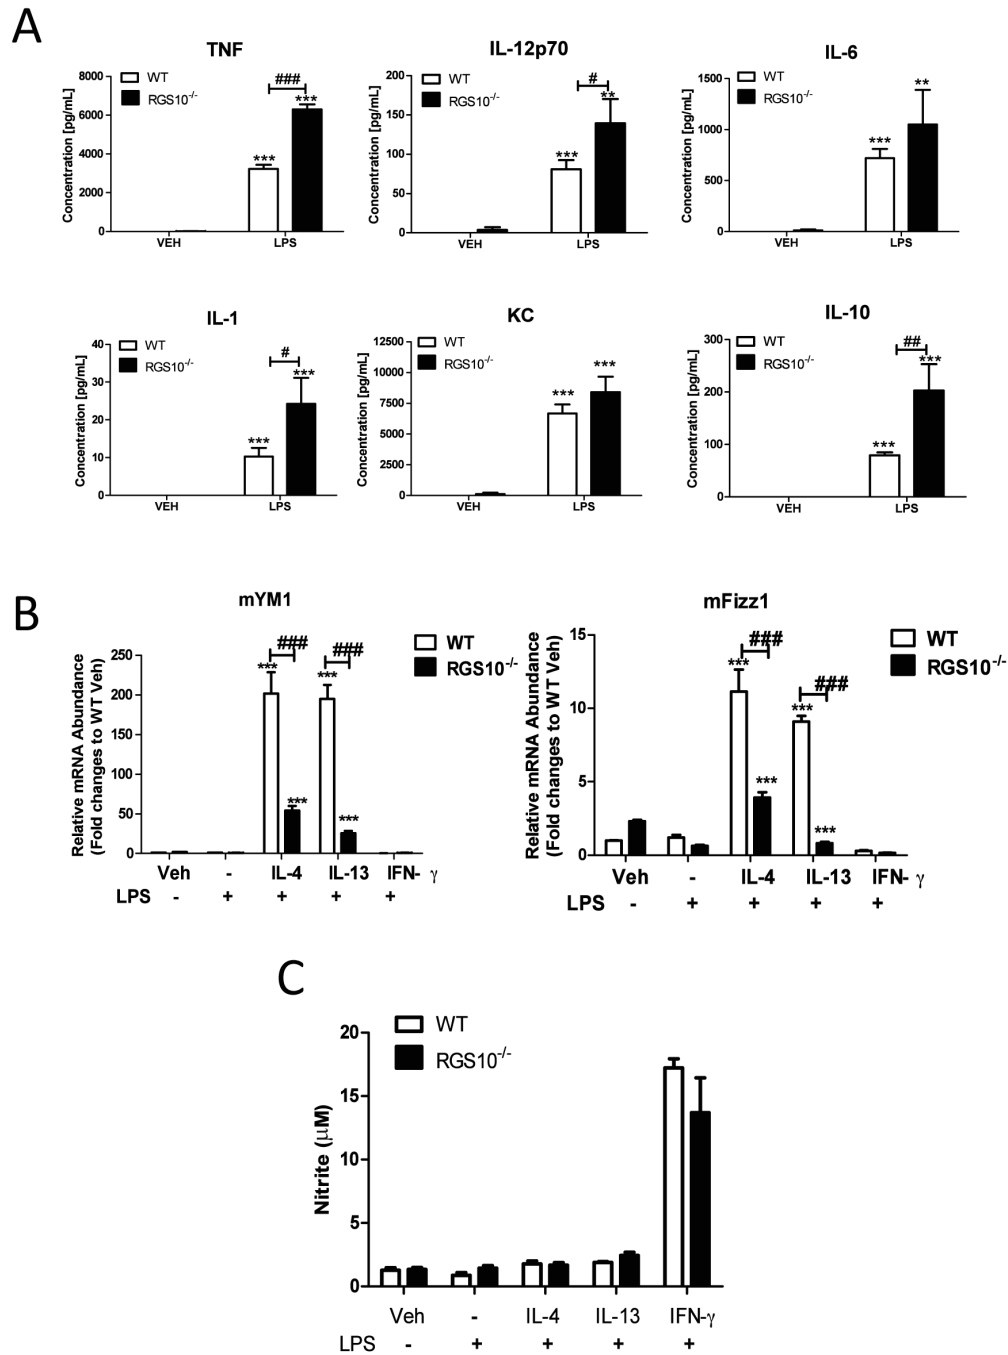 A
TNF
WT
RGS10-/-
Concentration [pg/mL]
8000
6000
4000
2000
0
***
###
***
VEH
LPS
IL-12p70
WT
RGS10-/-
Concentration [pg/mL]
200
150
100
50
0
***
#
**
VEH
LPS
IL-6
WT
RGS10-/-
Concentration [pg/mL]
1500
1000
500
0
***
**
VEH
LPS
IL-1
WT
RGS10-/-
Concentration [pg/mL]
40
30
20
10
0
***
#
***
VEH
LPS
KC
WT
RGS10-/-
Concentration [pg/mL]
12500
10000
7500
5000
2500
0
***
***
VEH
LPS
IL-10
WT
RGS10-/-
Concentration [pg/mL]
300
200
100
0
***
##
***
VEH
LPS
B
mYM1
WT
RGS10-/-
Relative mRNA Abundance
(Fold changes to WT Veh)
250
200
150
100
50
0
***
###
***
***
###
***
Veh - IL-4 IL-13 IFN- γ
LPS - + + + +
mFizz1
WT
RGS10-/-
Relative mRNA Abundance
(Fold changes to WT Veh)
15
10
5
0
***
###
***
***
###
***
Veh - IL-4 IL-13 IFN- γ
LPS - + + + +
C
WT
RGS10-/-
Nitrite (µM)
20
15
10
5
0
Veh - IL-4 IL-13 IFN-γ
LPS - + + + +